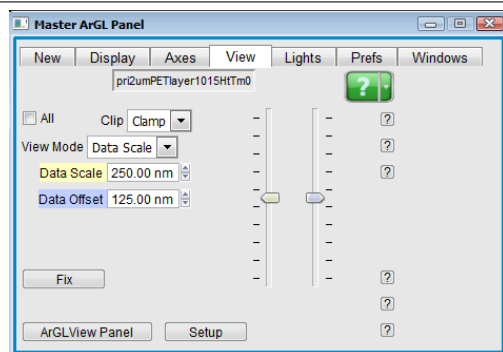 Master ArGL Panel
New Display Axes View Lights Prefs Windows
pri2umPETlayer1015HtTm0
?
All Clip Clamp ?
View Mode Data Scale ?
Data Scale 250.00 nm ?
Data Offset 125.00 nm
Fix ?
?
ArGLView Panel Setup ?